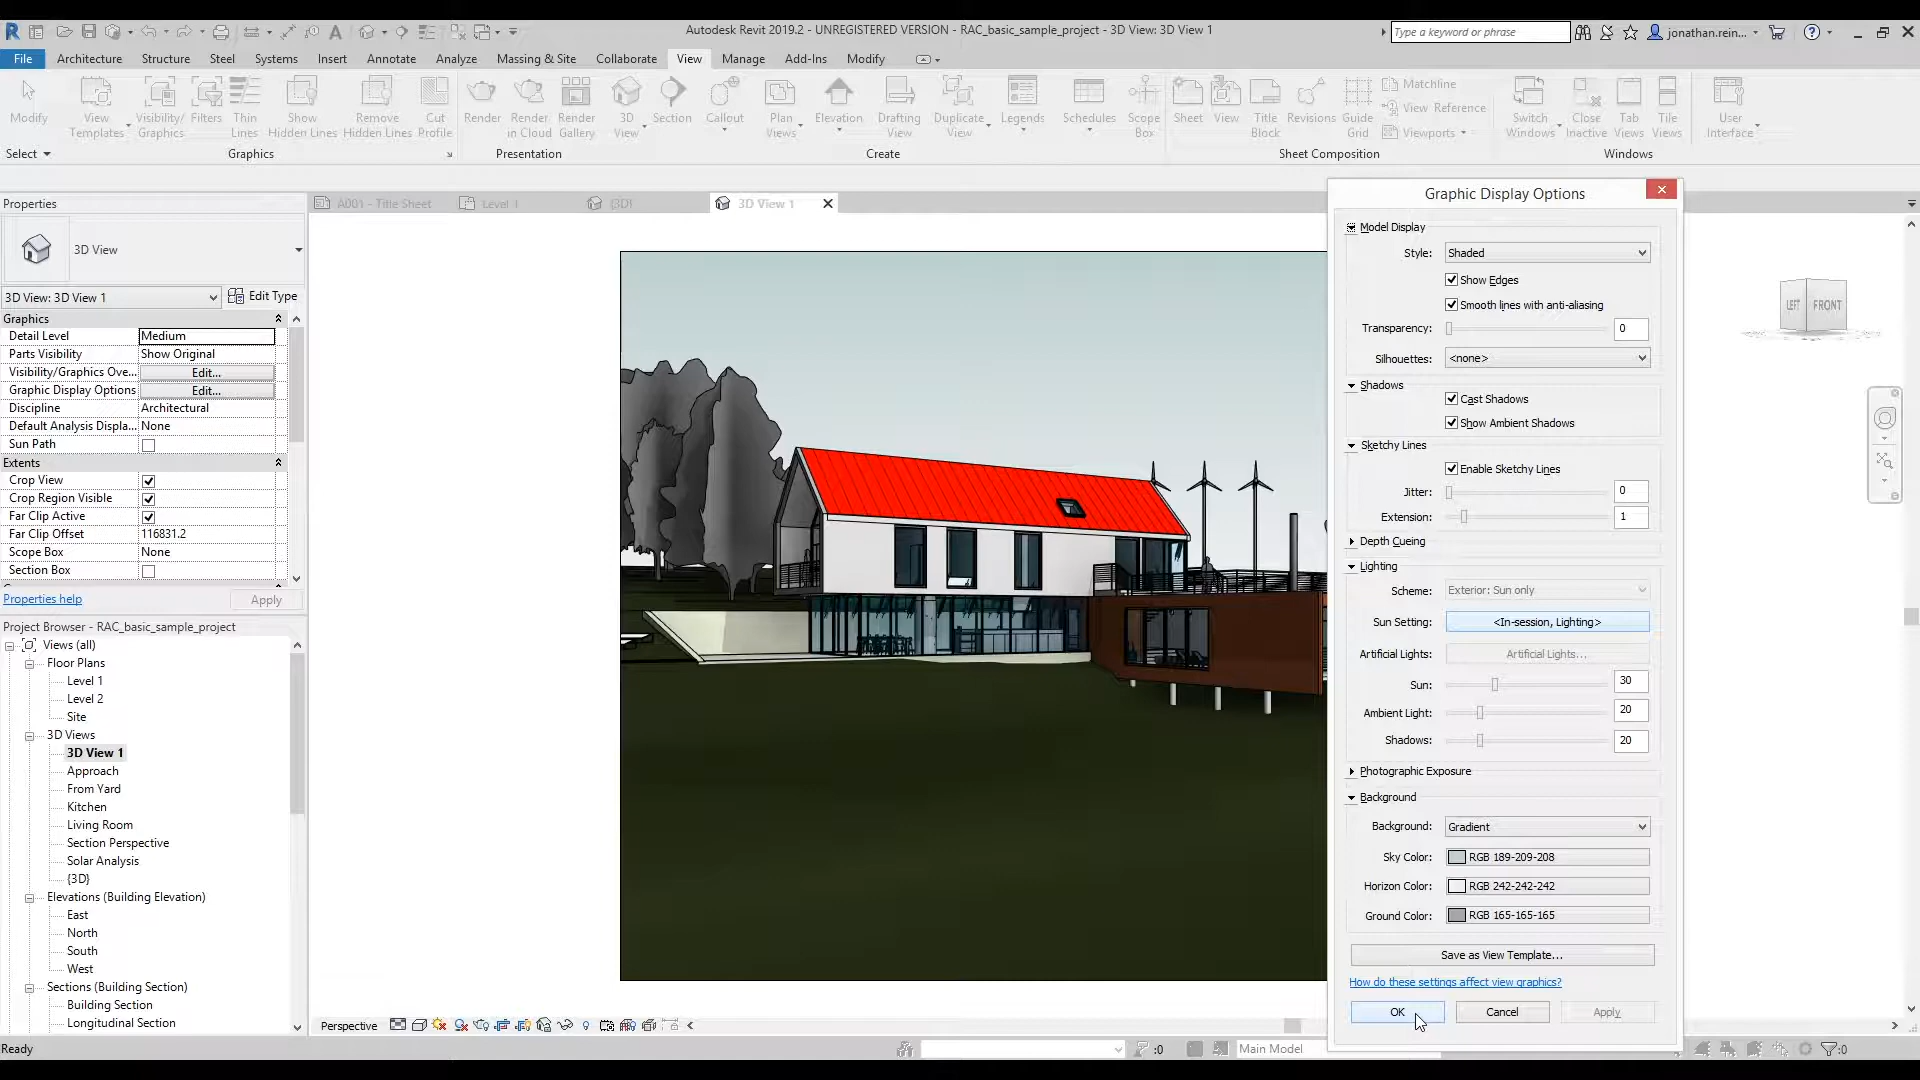 Autodesk Revit 2019.2 - UNREGISTERED VERSION - RAC_basic_sample_project - 3D View: 3D View 1
Type a keyword or phrase
jonathan.rein...
File Architecture Structure Steel Systems Insert Annotate Analyze Massing & Site Collaborate View Manage Add-Ins Modify
Modify
View Templates
Visibility/ Graphics
Filters
Thin Lines
Show Hidden Lines
Remove Hidden Lines
Cut Profile
Render
Render in Cloud
Render Gallery
3D View
Section
Callout
Plan Views
Elevation
Drafting View
Duplicate View
Legends
Schedules
Scope Box
Sheet
View
Title Block
Revisions
Guide Grid
Matchline
View Reference
Viewports
Switch Windows
Close Inactive
Tab Views
Tile Views
User Interface
Select Graphics Presentation Create Sheet Composition Windows
Properties
A001 - Title Sheet
Level 1
{3D}
3D View 1
3D View
3D View: 3D View 1
Edit Type
Graphics
Detail Level Medium
Parts Visibility Show Original
Visibility/Graphics Ove... Edit...
Graphic Display Options Edit...
Discipline Architectural
Default Analysis Displa... None
Sun Path
Extents
Crop View
Crop Region Visible
Far Clip Active
Far Clip Offset 116831.2
Scope Box None
Section Box
Properties help
Apply
Project Browser - RAC_basic_sample_project
Views (all)
Floor Plans
Level 1
Level 2
Site
3D Views
3D View 1
Approach
From Yard
Kitchen
Living Room
Section Perspective
Solar Analysis
{3D}
Elevations (Building Elevation)
East
North
South
West
Sections (Building Section)
Building Section
Longitudinal Section
Graphic Display Options
Model Display
Style: Shaded
Show Edges
Smooth lines with anti-aliasing
Transparency: 0
Silhouettes: <none>
Shadows
Cast Shadows
Show Ambient Shadows
Sketchy Lines
Enable Sketchy Lines
Jitter: 0
Extension: 1
Depth Cueing
Lighting
Scheme: Exterior: Sun only
Sun Setting: <In-session, Lighting>
Artificial Lights: Artificial Lights...
Sun: 30
Ambient Light: 20
Shadows: 20
Photographic Exposure
Background
Background: Gradient
Sky Color: RGB 189-209-208
Horizon Color: RGB 242-242-242
Ground Color: RGB 165-165-165
Save as View Template...
How do these settings affect view graphics?
OK Cancel Apply
LEFT FRONT
Perspective
Ready
:0
Main Model
:0